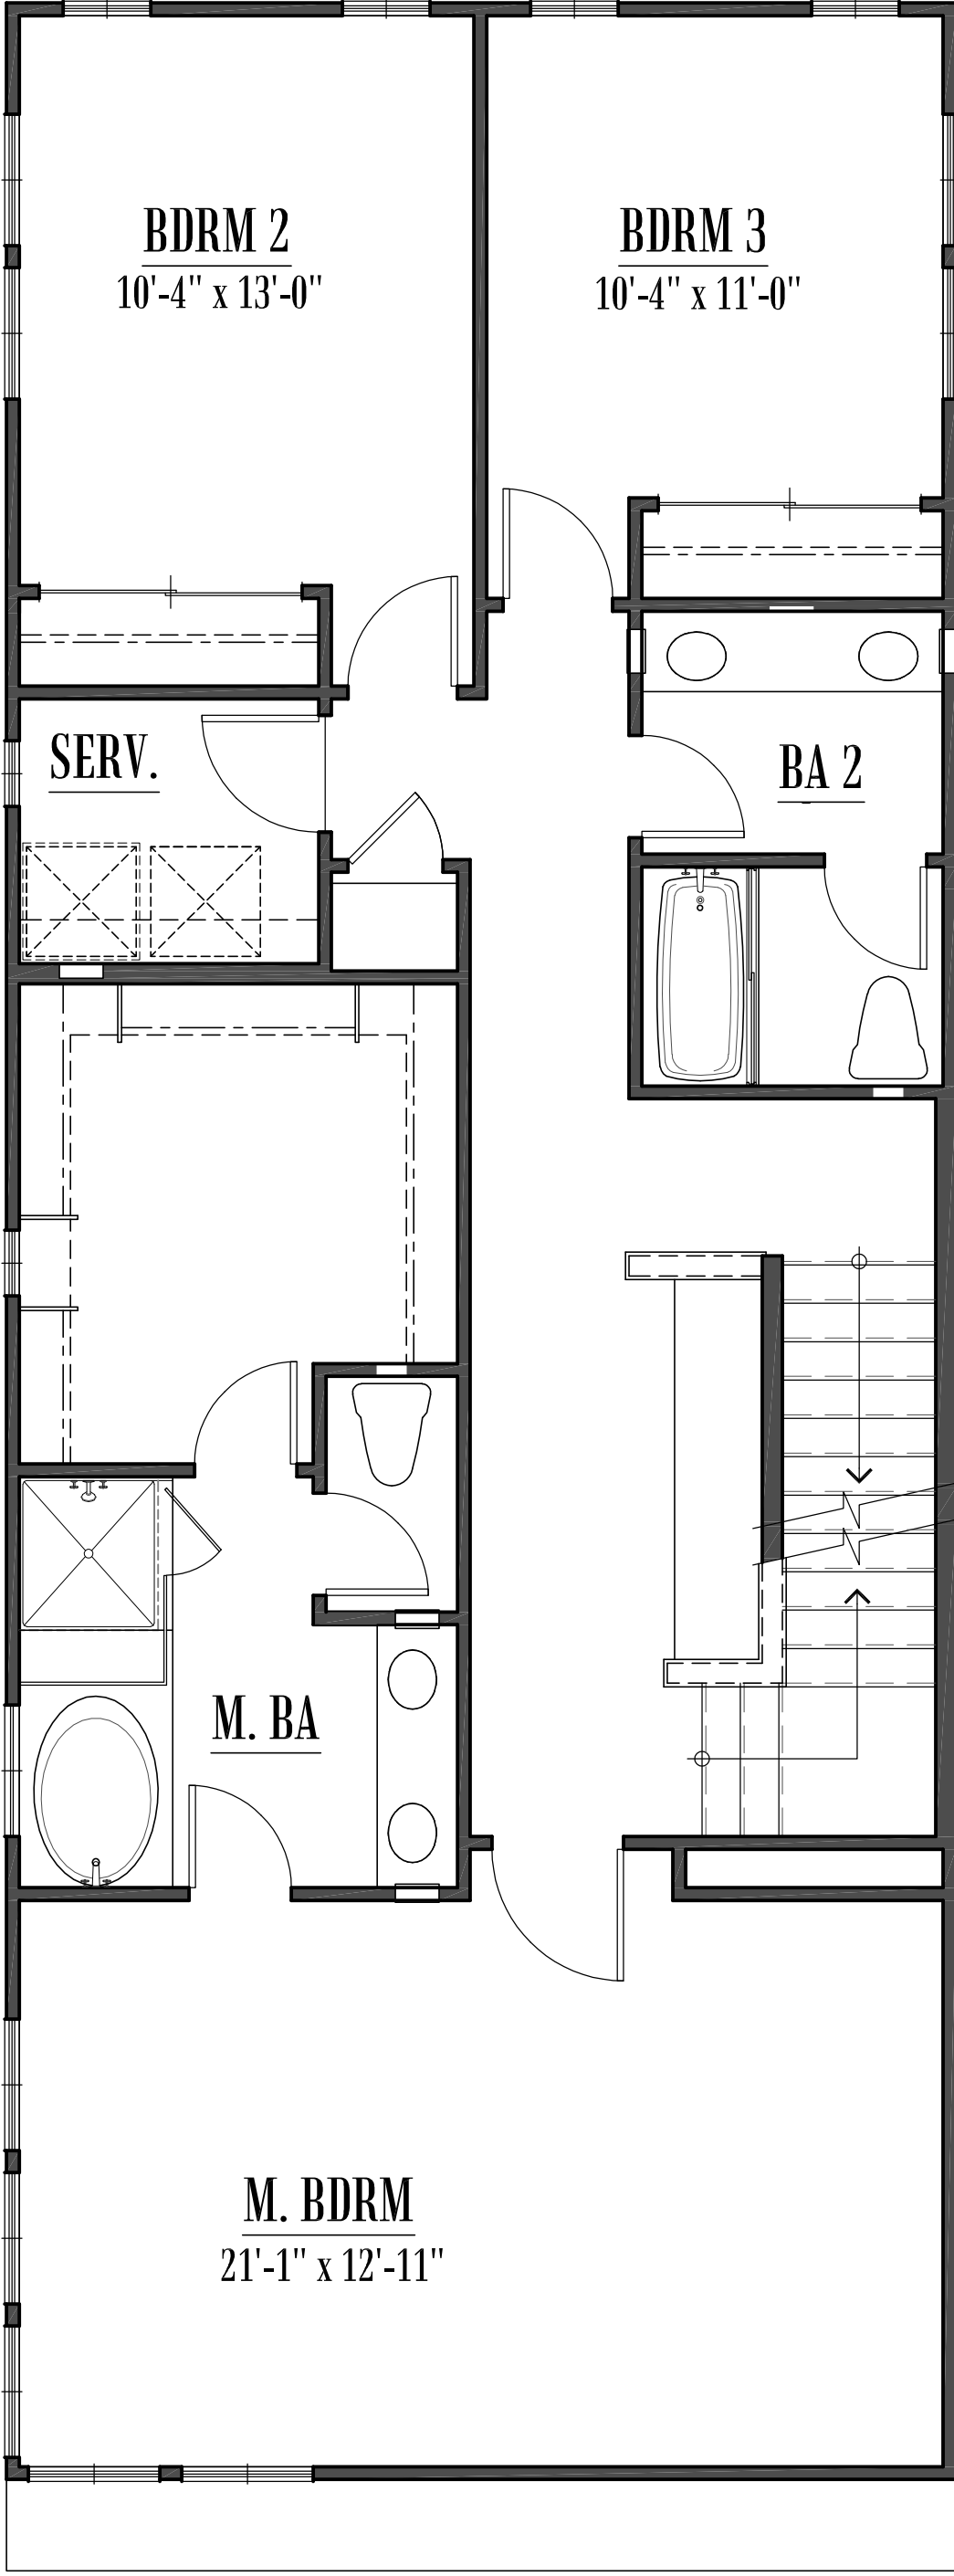 BDRM 2
10'-4" x 13'-0"
BDRM 3
10'-4" x 11'-0"
SERV.
BA 2
M. BA
M. BDRM
21'-1" x 12'-11"